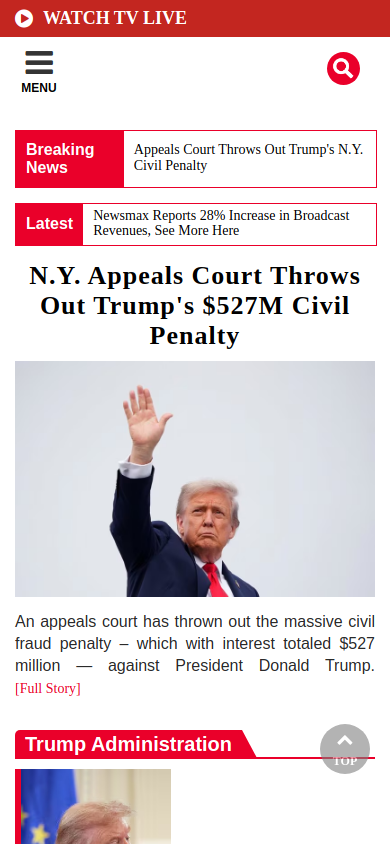 WATCH TV LIVE
MENU
Breaking
News
Appeals Court Throws Out Trump's N.Y.
Civil Penalty
Latest
Newsmax Reports 28% Increase in Broadcast
Revenues, See More Here
N.Y. Appeals Court Throws
Out Trump's $527M Civil
Penalty
An appeals court has thrown out the massive civil
fraud penalty – which with interest totaled $527
million — against President Donald Trump.
[Full Story]
Trump Administration
TOP